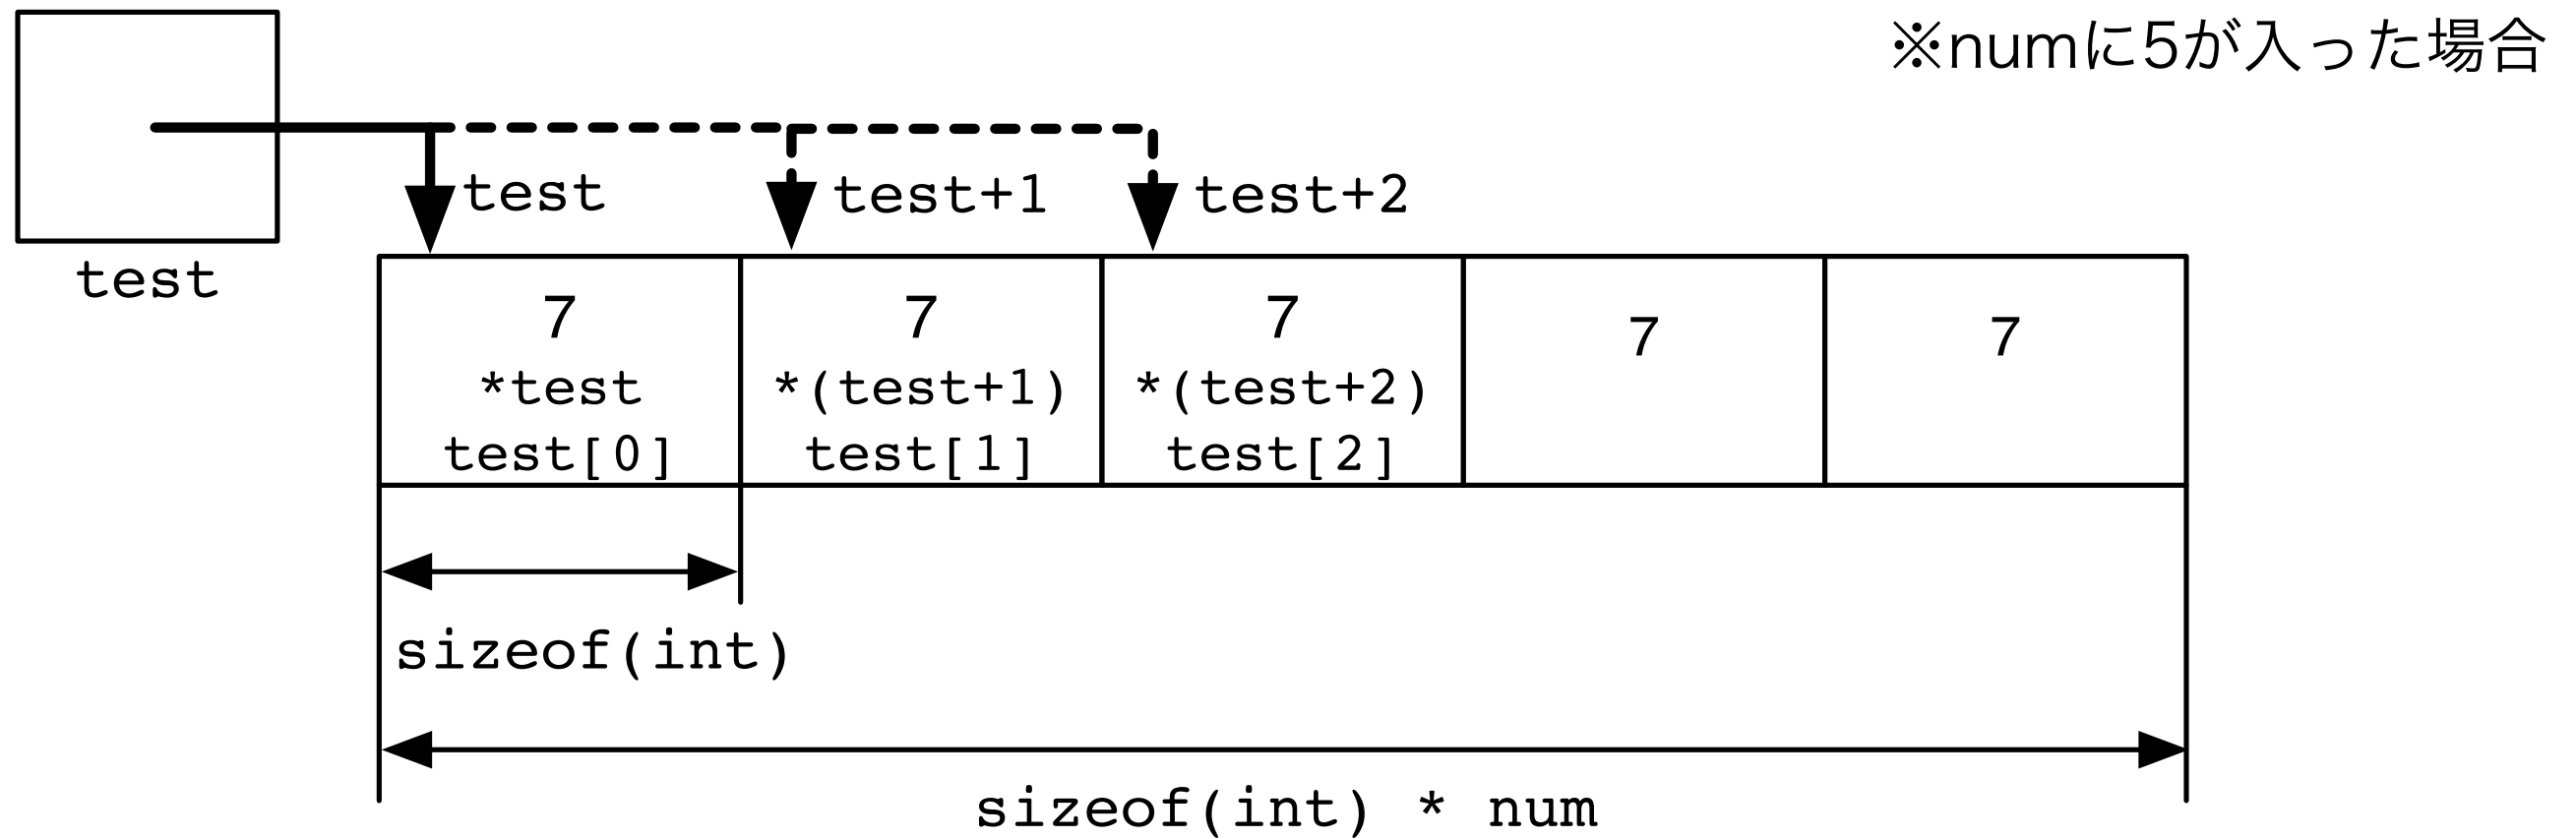 ※numに5が入った場合
test test+1 test+2
test
7 7 7 7 7
*test *(test+1) *(test+2)
test[0] test[1] test[2]
sizeof(int)
sizeof(int) * num